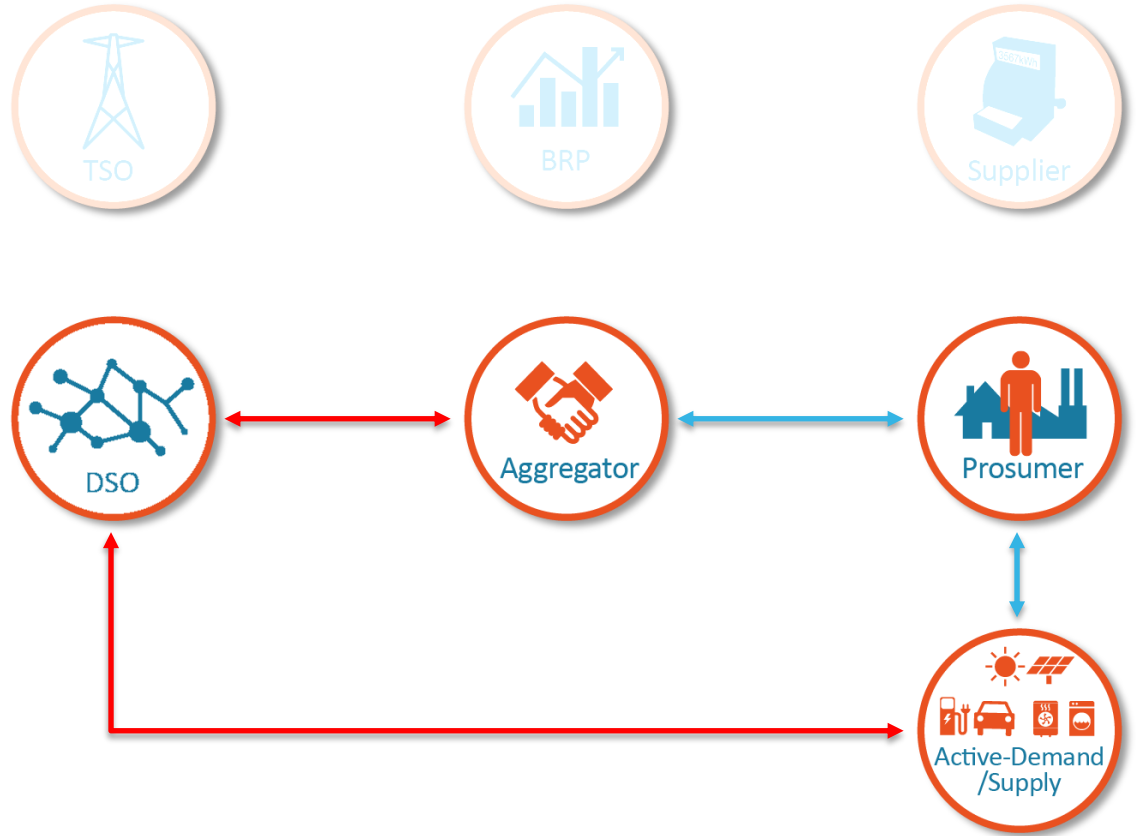 TSO
BRP
Supplier
DSO
Aggregator
Prosumer
Active-Demand
/Supply